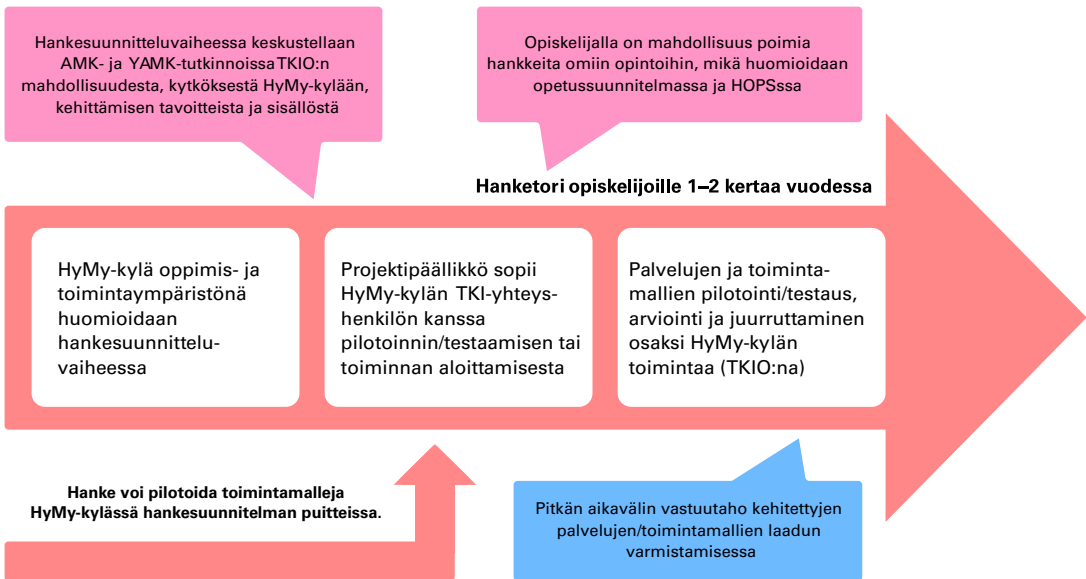 Hankesuunnitteluvaiheessa keskustellaan
AMK- ja YAMK-tutkinnoissa TKIO:n
mahdollisuudesta, kytköksestä HyMy-kylään,
kehittämisen tavoitteista ja sisällöstä
Opiskelijalla on mahdollisuus poimia
hankkeita omiin opintoihin, mikä huomioidaan
opetussuunnitelmassa ja HOPSssa
Hanketori opiskelijoille 1–2 kertaa vuodessa
HyMy-kylä oppimis- ja
toimintaympäristönä
huomioidaan
hankesuunnittelu-
vaiheessa
Projektipäällikkö sopii
HyMy-kylän TKI-yhteys-
henkilön kanssa
pilotoinnin/testaamisen tai
toiminnan aloittamisesta
Palvelujen ja toiminta-
mallien pilotointi/testaus,
arviointi ja juurruttaminen
osaksi HyMy-kylän
toimintaa (TKIO:na)
Hanke voi pilotoida toimintamalleja
HyMy-kylässä hankesuunnitelman puitteissa.
Pitkän aikavälin vastuutaho kehitettyjen
palvelujen/toimintamallien laadun
varmistamisessa